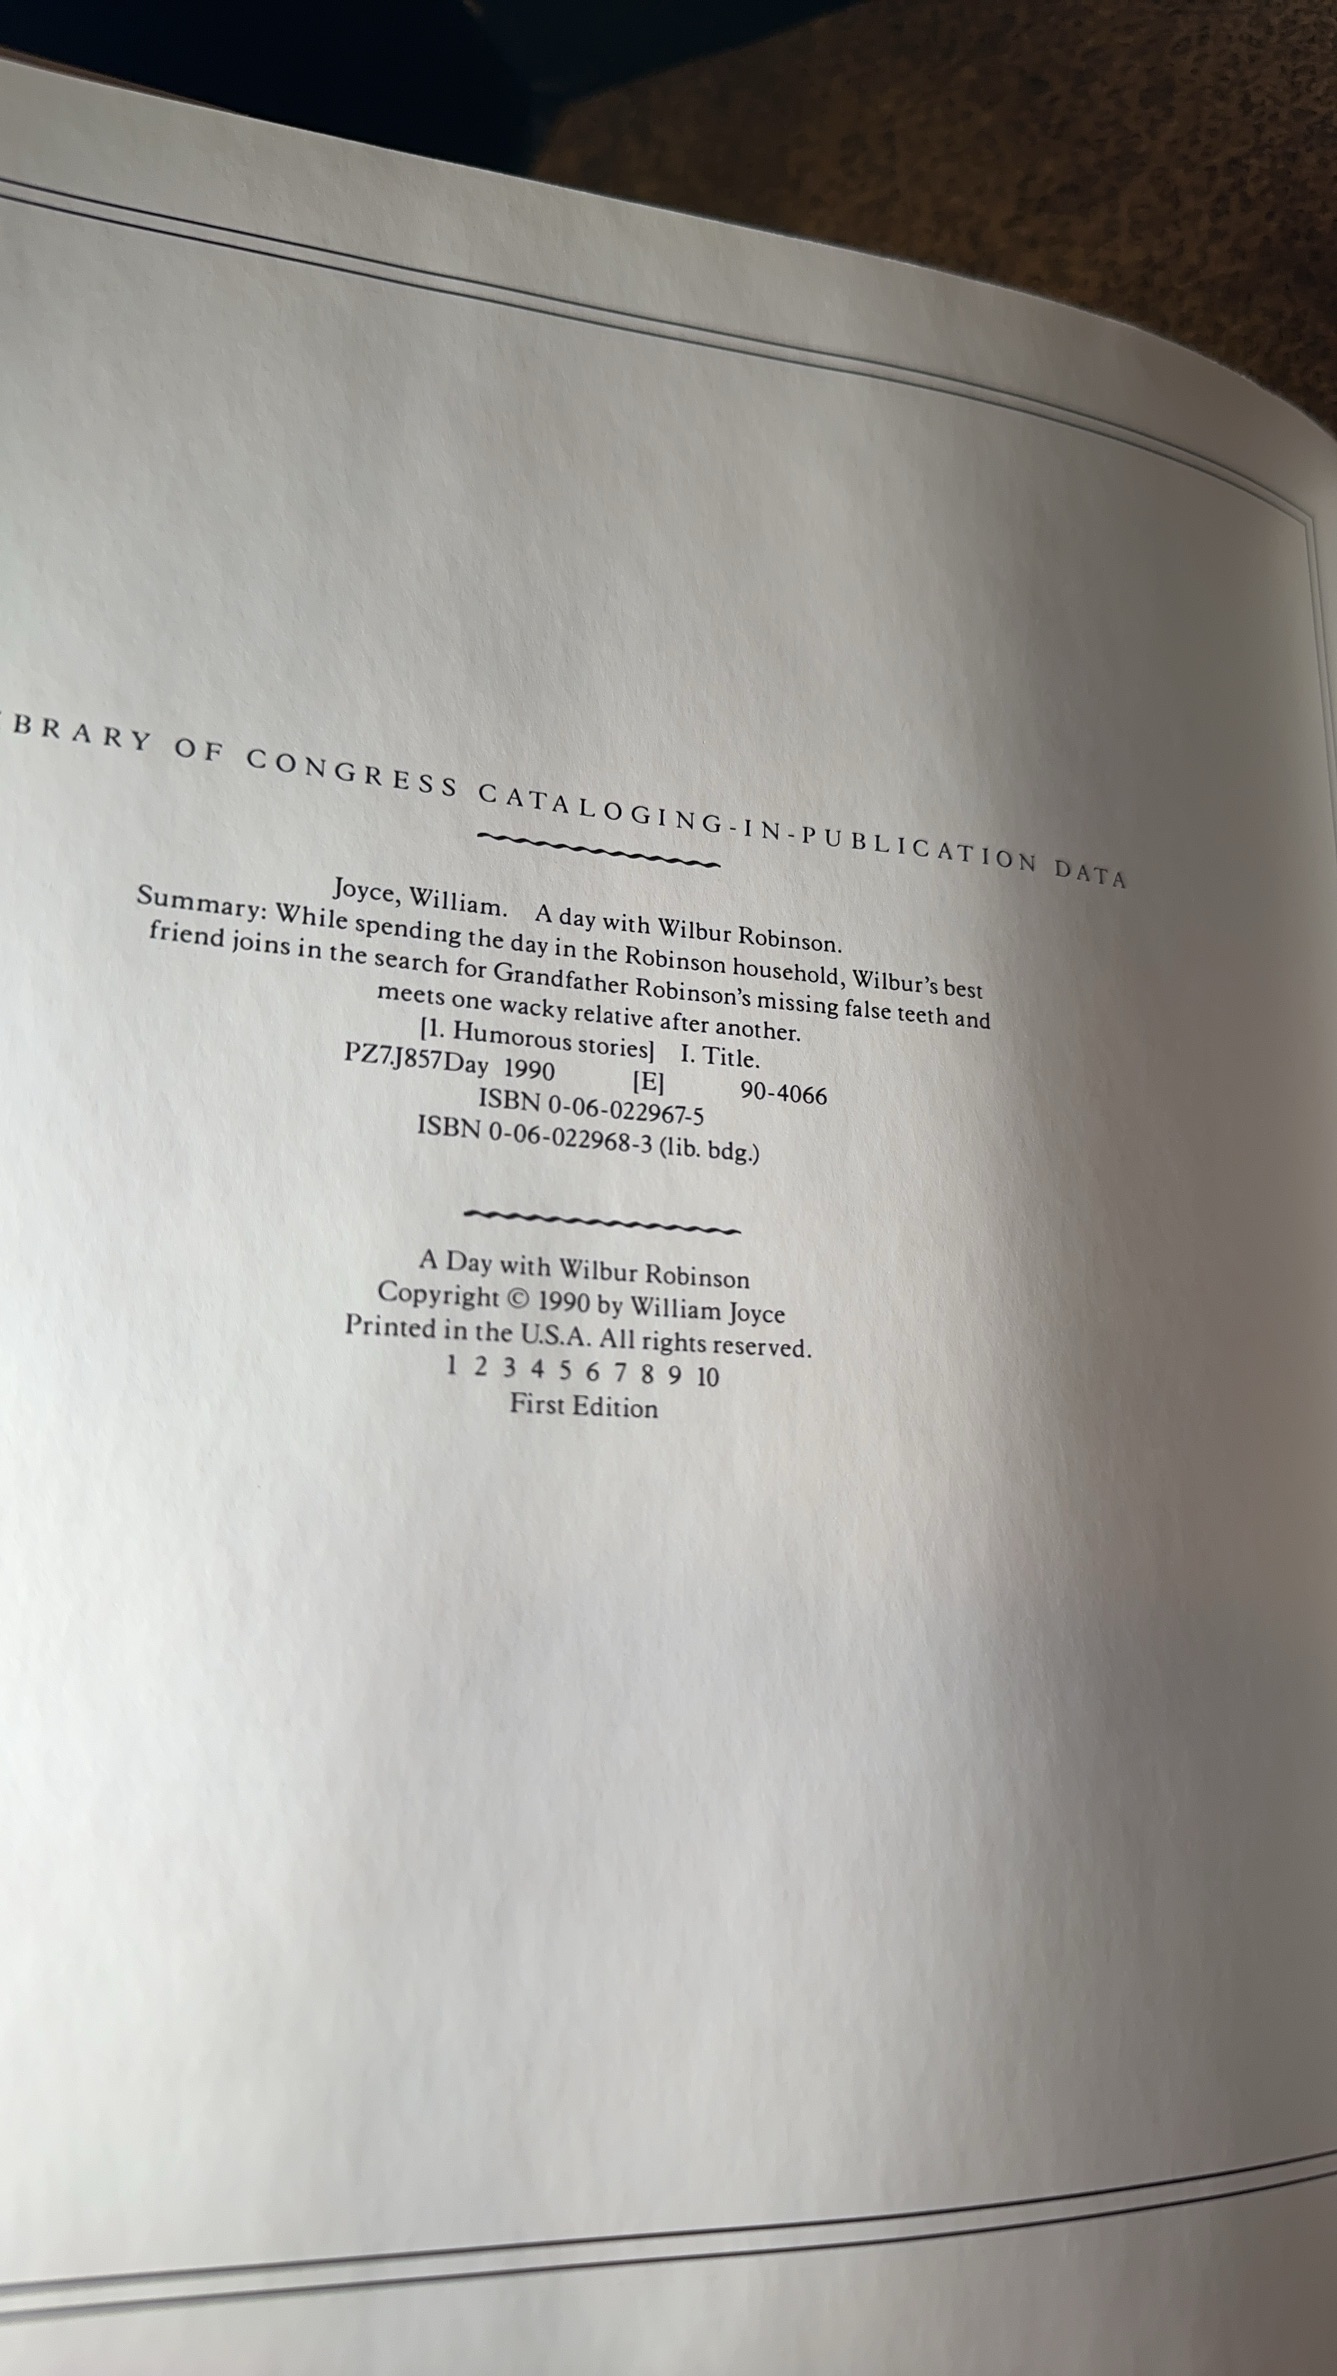 BRARY OF CONGRESS CATALOGING-IN-PUBLICATION DATA
Joyce, William. A day with Wilbur Robinson.
Summary: While spending the day in the Robinson household, Wilbur's best
friend joins in the search for Grandfather Robinson's missing false teeth and
meets one wacky relative after another.
[1. Humorous stories] I. Title.
PZ7.J857Day 1990 [E] 90-4066
ISBN 0-06-022967-5
ISBN 0-06-022968-3 (lib. bdg.)
A Day with Wilbur Robinson
Copyright © 1990 by William Joyce
Printed in the U.S.A. All rights reserved.
1 2 3 4 5 6 7 8 9 10
First Edition